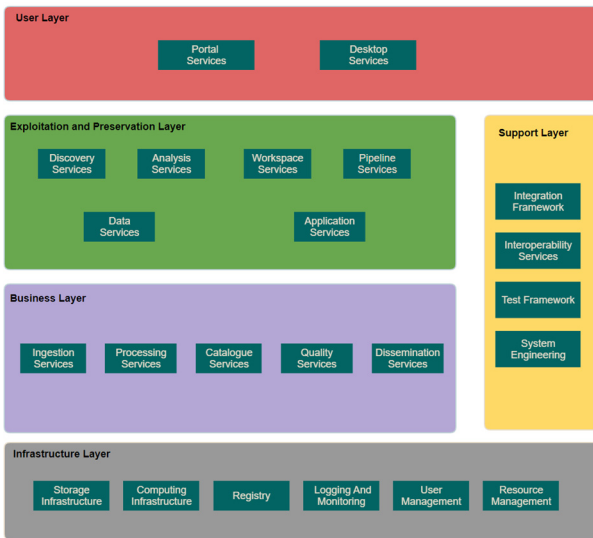 User Layer
Portal
Services
Desktop
Services
Exploitation and Preservation Layer
Discovery
Services
Analysis
Services
Workspace
Services
Pipeline
Services
Data
Services
Application
Services
Support Layer
Integration
Framework
Interoperability
Services
Test Framework
System
Engineering
Business Layer
Ingestion
Services
Processing
Services
Catalogue
Services
Quality
Services
Dissemination
Services
Infrastructure Layer
Storage
Infrastructure
Computing
Infrastructure
Registry
Logging And
Monitoring
User
Management
Resource
Management